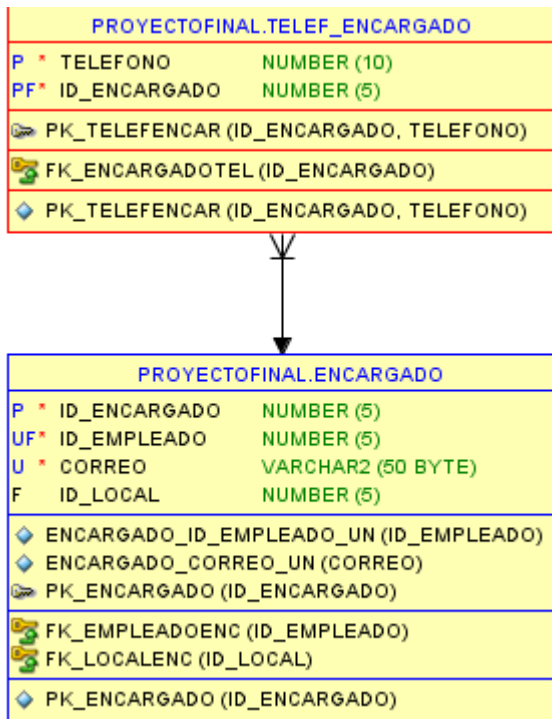 PROYECTOFINAL.TELEF_ENCARGADO
P * TELEFONO NUMBER (10)
PF* ID_ENCARGADO NUMBER (5)
PK_TELEFENCAR (ID_ENCARGADO, TELEFONO)
FK_ENCARGADOTEL (ID_ENCARGADO)
PK_TELEFENCAR (ID_ENCARGADO, TELEFONO)
PROYECTOFINAL.ENCARGADO
P * ID_ENCARGADO NUMBER (5)
UF* ID_EMPLEADO NUMBER (5)
U * CORREO VARCHAR2 (50 BYTE)
F ID_LOCAL NUMBER (5)
ENCARGADO_ID_EMPLEADO_UN (ID_EMPLEADO)
ENCARGADO_CORREO_UN (CORREO)
PK_ENCARGADO (ID_ENCARGADO)
FK_EMPLEADOENC (ID_EMPLEADO)
FK_LOCALENC (ID_LOCAL)
PK_ENCARGADO (ID_ENCARGADO)